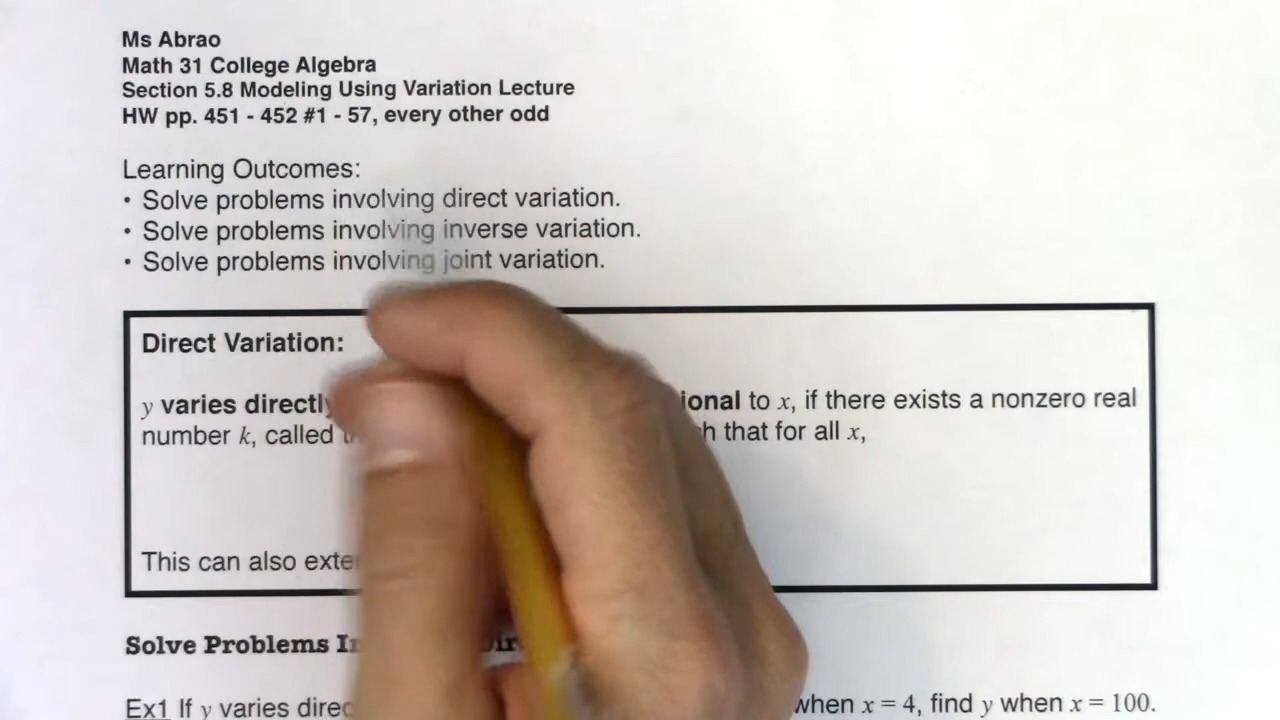 Ms Abrao
Math 31 College Algebra
Section 5.8 Modeling Using Variation Lecture
HW pp. 451 - 452 #1 - 57, every other odd
Learning Outcomes:
• Solve problems involving direct variation.
• Solve problems involving inverse variation.
• Solve problems involving joint variation.
Direct Variation:
y varies directly ional to x, if there exists a nonzero real
number k, called that for all x,
This can also
Solve Problems
Ex1 If y varies when x = 4, find y when x = 100.